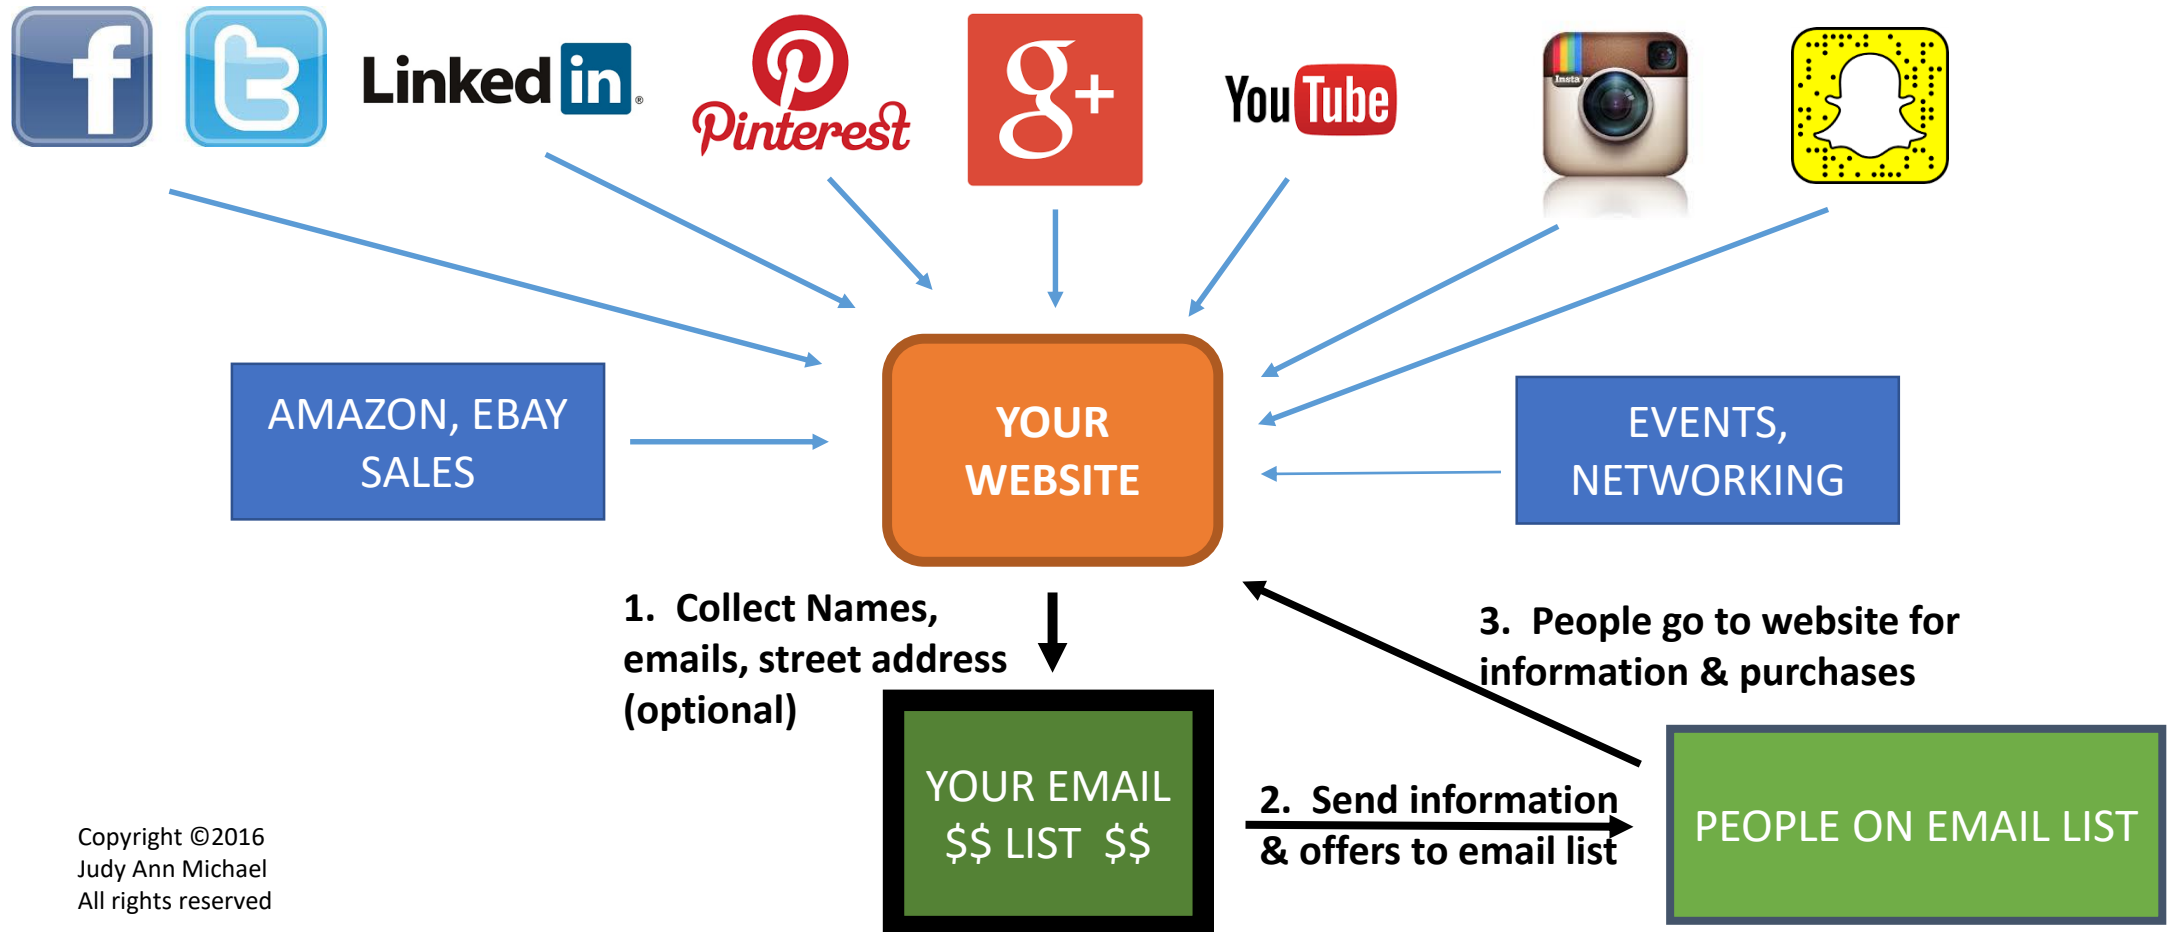 f
t
Linked in®
Pinterest
g+
YouTube
Insta
AMAZON, EBAY
SALES
YOUR
WEBSITE
EVENTS,
NETWORKING
1. Collect Names,
emails, street address
(optional)
3. People go to website for
information & purchases
YOUR EMAIL
$$ LIST $$
2. Send information
& offers to email list
PEOPLE ON EMAIL LIST
Copyright ©2016
Judy Ann Michael
All rights reserved